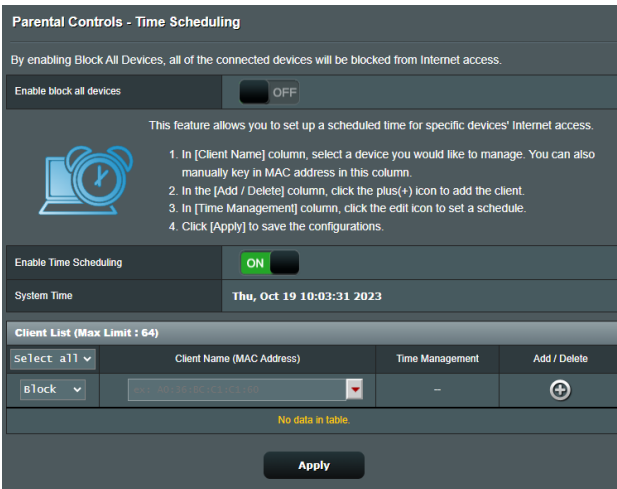 Parental Controls - Time Scheduling
By enabling Block All Devices, all of the connected devices will be blocked from Internet access.
Enable block all devices
OFF
This feature allows you to set up a scheduled time for specific devices' Internet access.
1. In [Client Name] column, select a device you would like to manage. You can also
manually key in MAC address in this
column.
2. In the [Add / Delete] column, click the plus(+) icon to add the client.
3. In [Time Management] column, click the edit icon to set a schedule.
4. Click [Apply] to save the configurations.
Enable Time Scheduling
ON
System Time
Thu, Oct 19 10:03:31 2023
Client List (Max Limit : 64)
Select all
Client Name (MAC Address)
Time Management
Add / Delete
Block
ex:
–
No data in table.
Apply